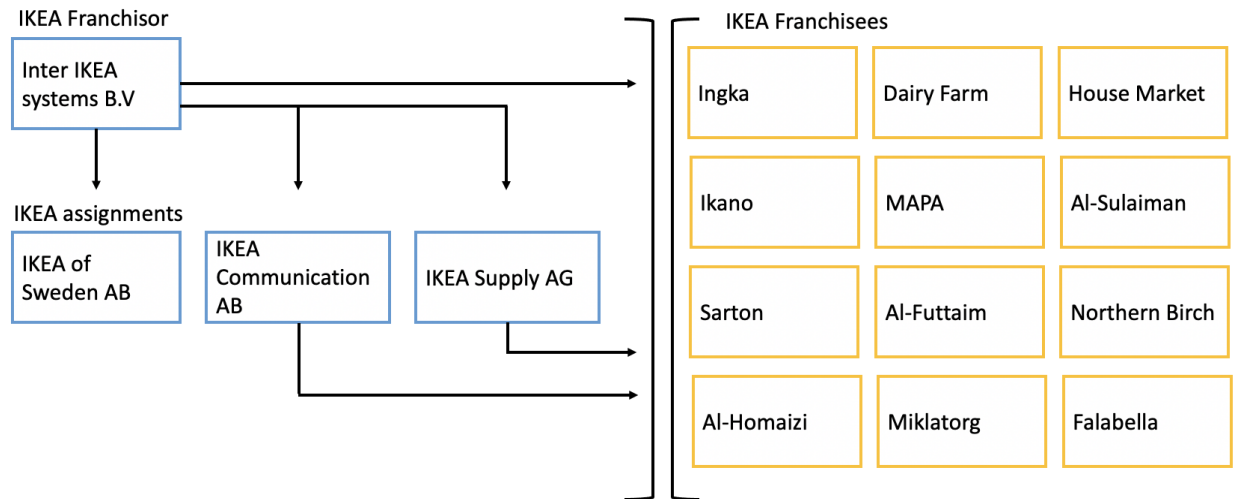 IKEA Franchisor
Inter IKEA
systems B.V
IKEA assignments
IKEA of
Sweden AB
IKEA
Communication
AB
IKEA Supply AG
IKEA Franchisees
Ingka
Dairy Farm
House Market
Ikano
MAPA
Al-Sulaiman
Sarton
Al-Futtaim
Northern Birch
Al-Homaizi
Miklatorg
Falabella